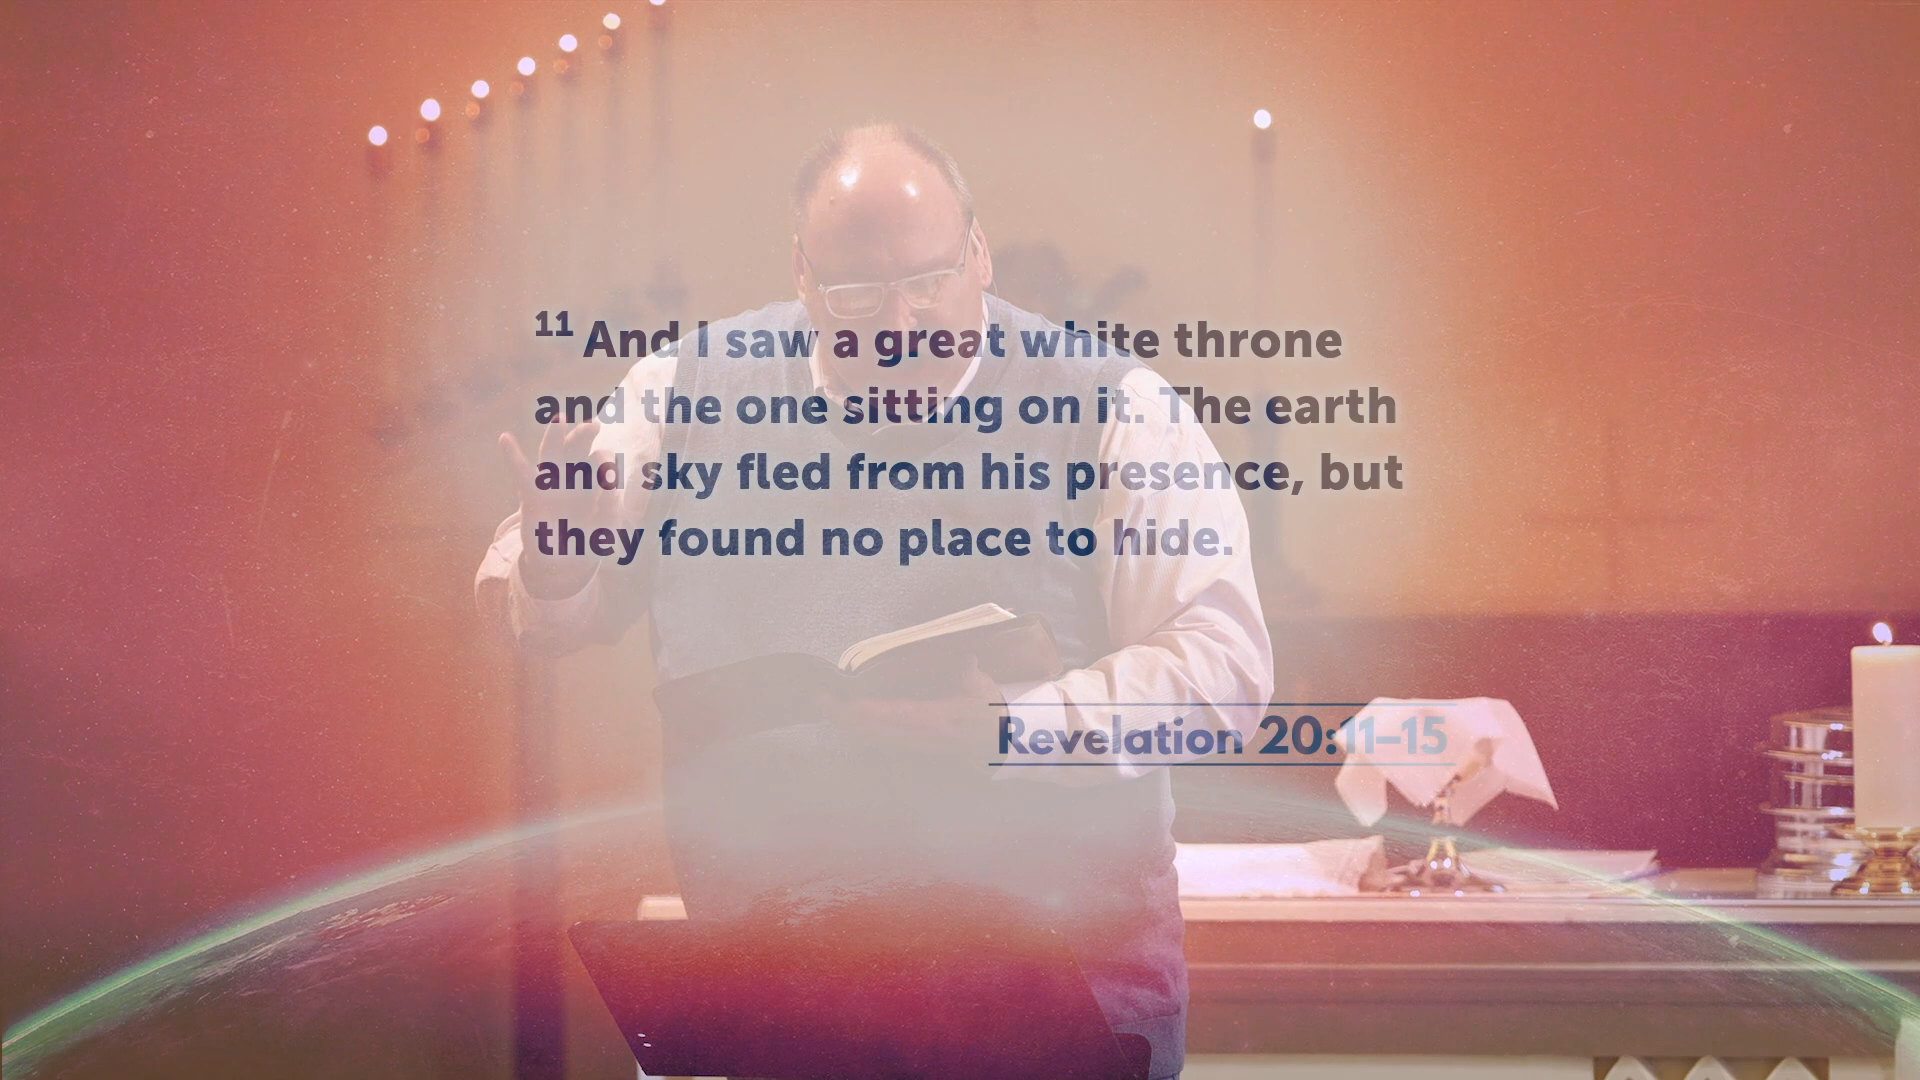 11 And I saw a great white throne
and the one sitting on it. The earth
and sky fled from his presence, but
they found no place to hide.
Revelation 20:11–15